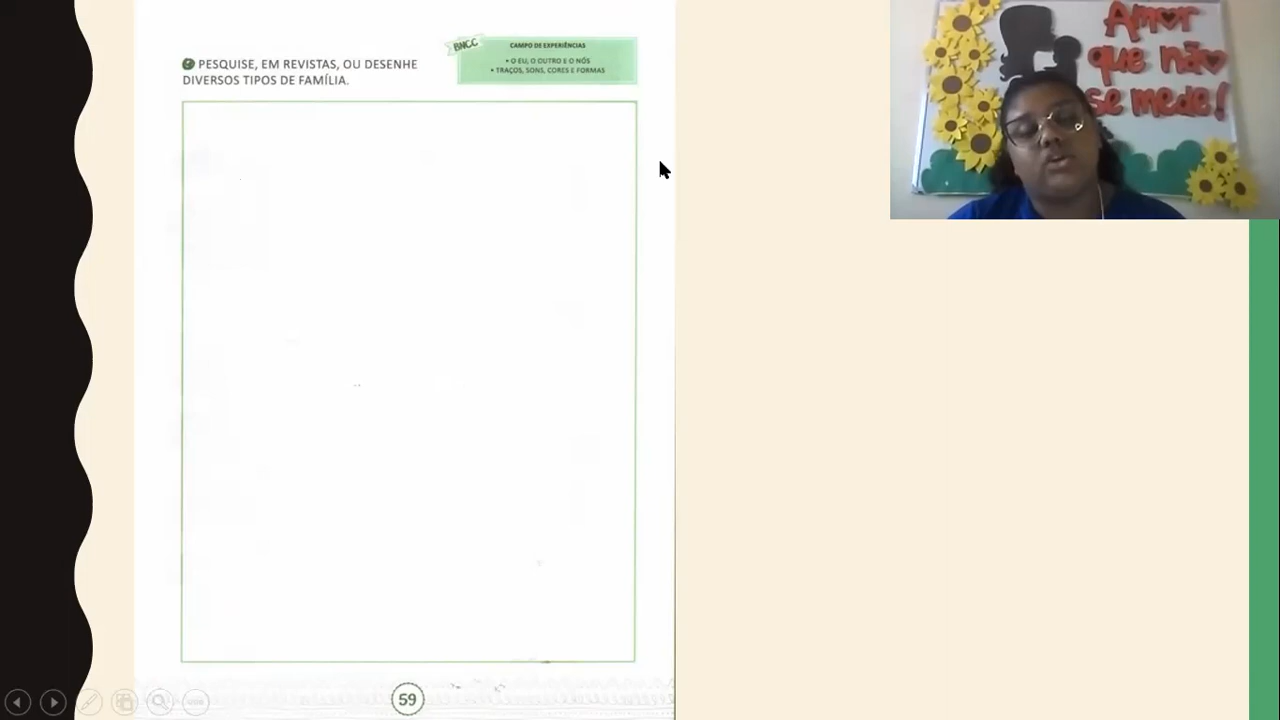 PESQUISE, EM REVISTAS, OU DESENHE
DIVERSOS TIPOS DE FAMÍLIA.
BNCC
CAMPO DE EXPERIÊNCIAS
• O EU, O OUTRO E O NÓS
• TRAÇOS, SONS, CORES E FORMAS
Amor
que não
se mede!
59